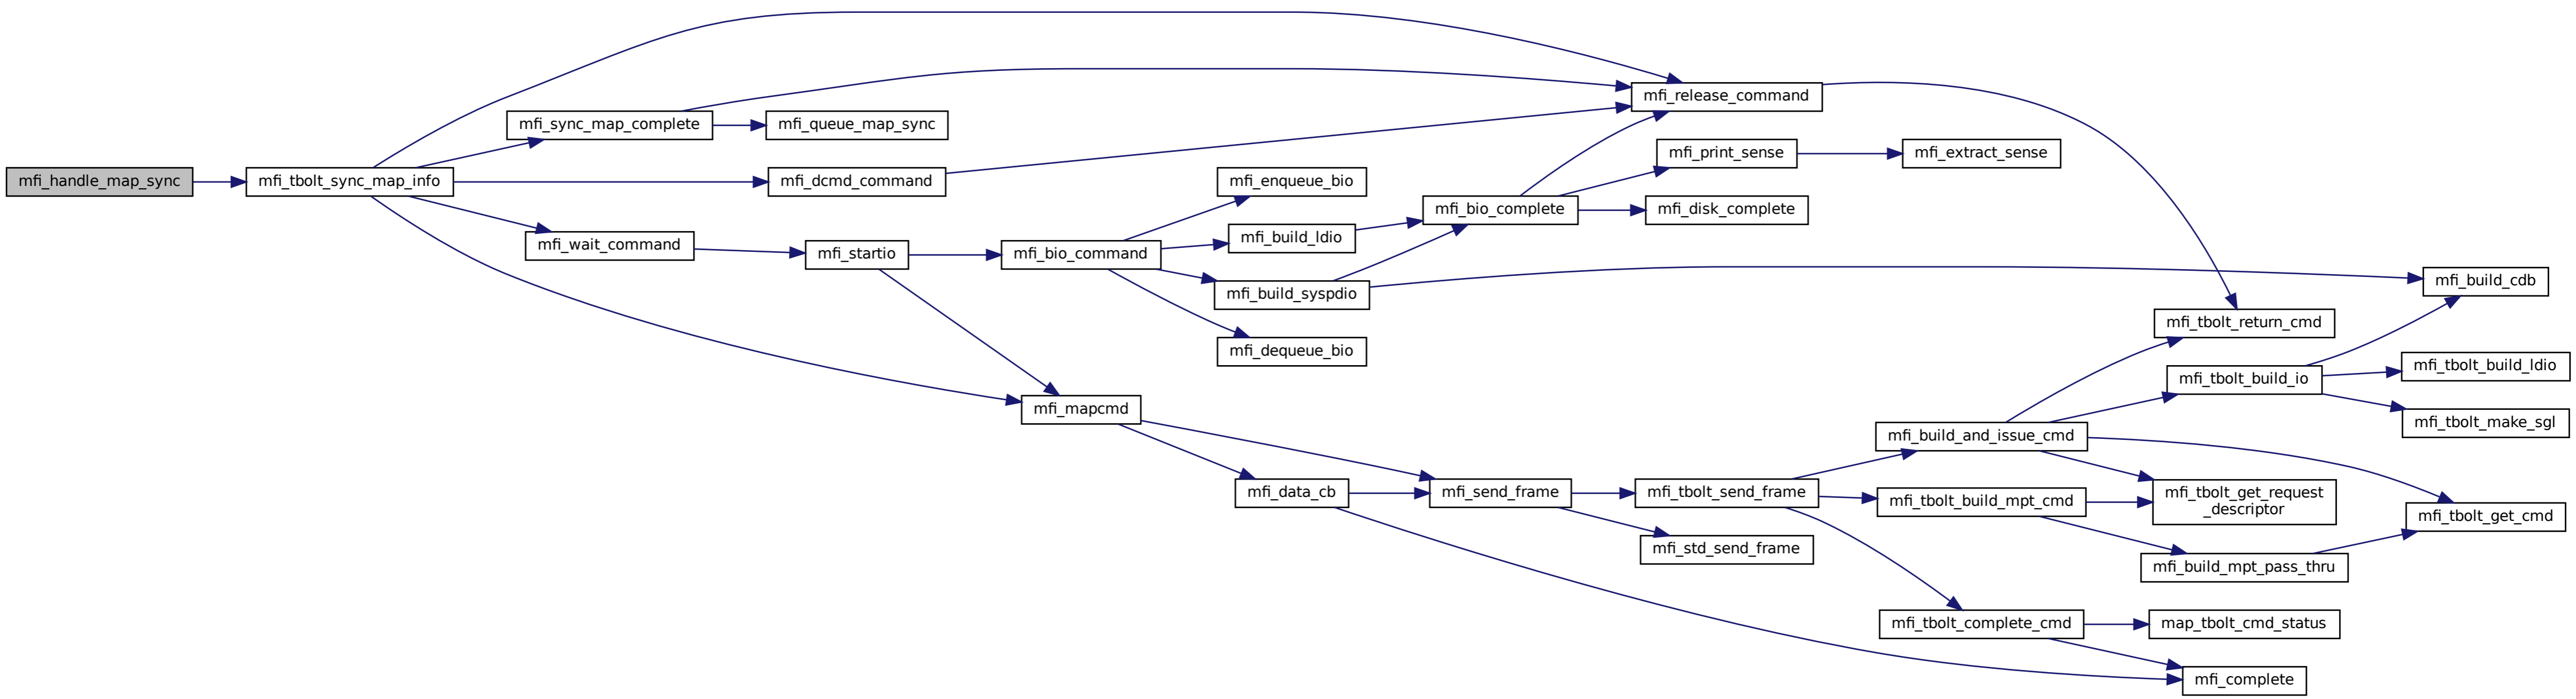 mfi_handle_map_sync
mfi_tbolt_sync_map_info
mfi_sync_map_complete
mfi_queue_map_sync
mfi_dcmd_command
mfi_wait_command
mfi_startio
mfi_bio_command
mfi_mapcmd
mfi_enqueue_bio
mfi_build_ldio
mfi_build_syspdio
mfi_dequeue_bio
mfi_data_cb
mfi_bio_complete
mfi_send_frame
mfi_release_command
mfi_print_sense
mfi_disk_complete
mfi_tbolt_send_frame
mfi_std_send_frame
mfi_extract_sense
mfi_build_and_issue_cmd
mfi_tbolt_build_mpt_cmd
mfi_tbolt_complete_cmd
mfi_tbolt_return_cmd
mfi_tbolt_build_io
mfi_tbolt_get_request
_descriptor
mfi_build_mpt_pass_thru
map_tbolt_cmd_status
mfi_complete
mfi_build_cdb
mfi_tbolt_build_ldio
mfi_tbolt_make_sgl
mfi_tbolt_get_cmd